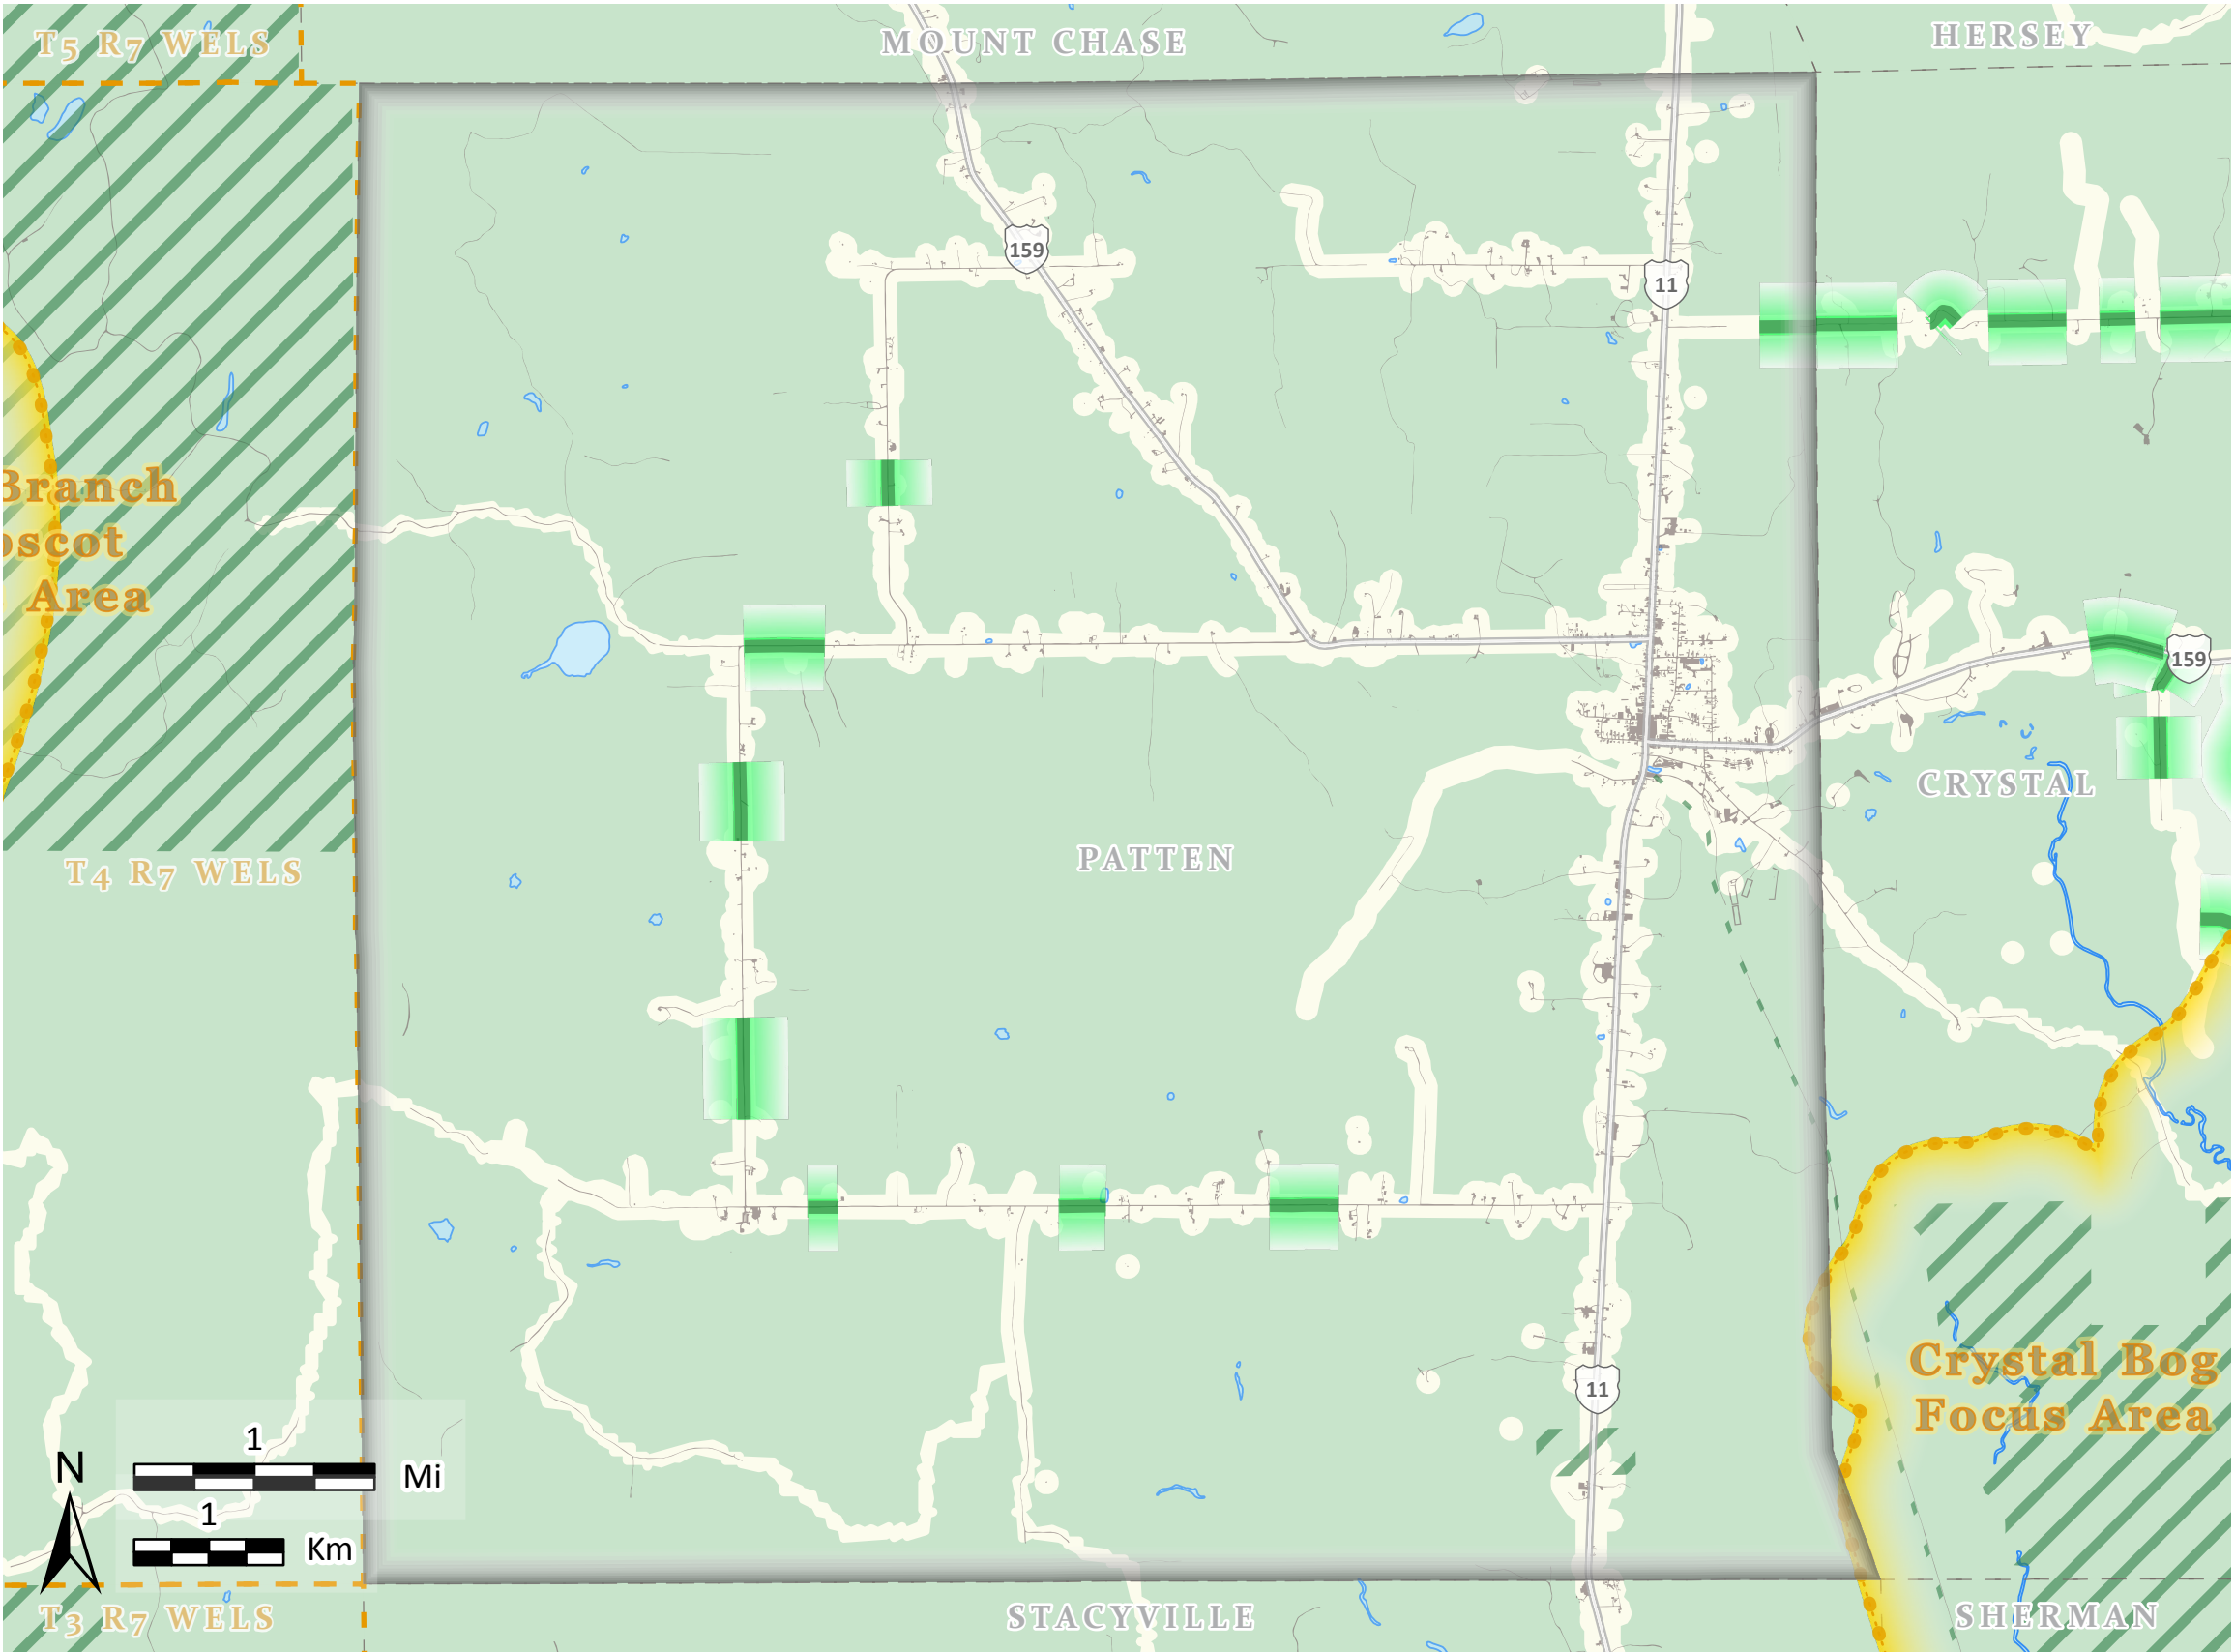 T5 R7 WELS
MOUNT CHASE
HERSEY
159
11
Branch
oscot
Area
159
CRYSTAL
PATTEN
T4 R7 WELS
Crystal Bog
Focus Area
11
1
Mi
N
1
Km
T3 R7 WELS
STACYVILLE
SHERMAN